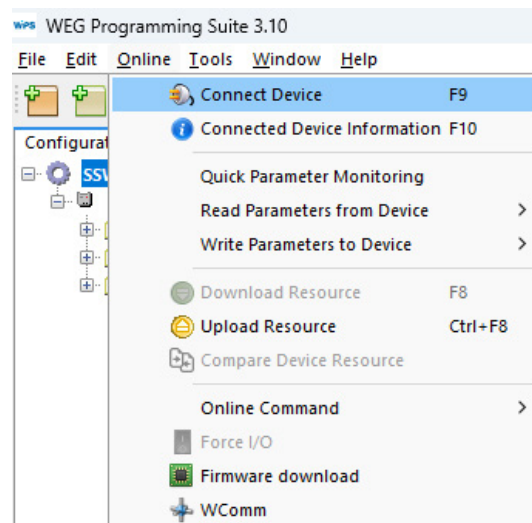 WPS WEG Programming Suite 3.10
File Edit Online Tools Window Help
Connect Device F9
Connected Device Information F10
Configurat
SSW
Quick Parameter Monitoring
Read Parameters from Device >
Write Parameters to Device >
Download Resource F8
Upload Resource Ctrl+F8
Compare Device Resource
Online Command >
Force I/O
Firmware download
WComm